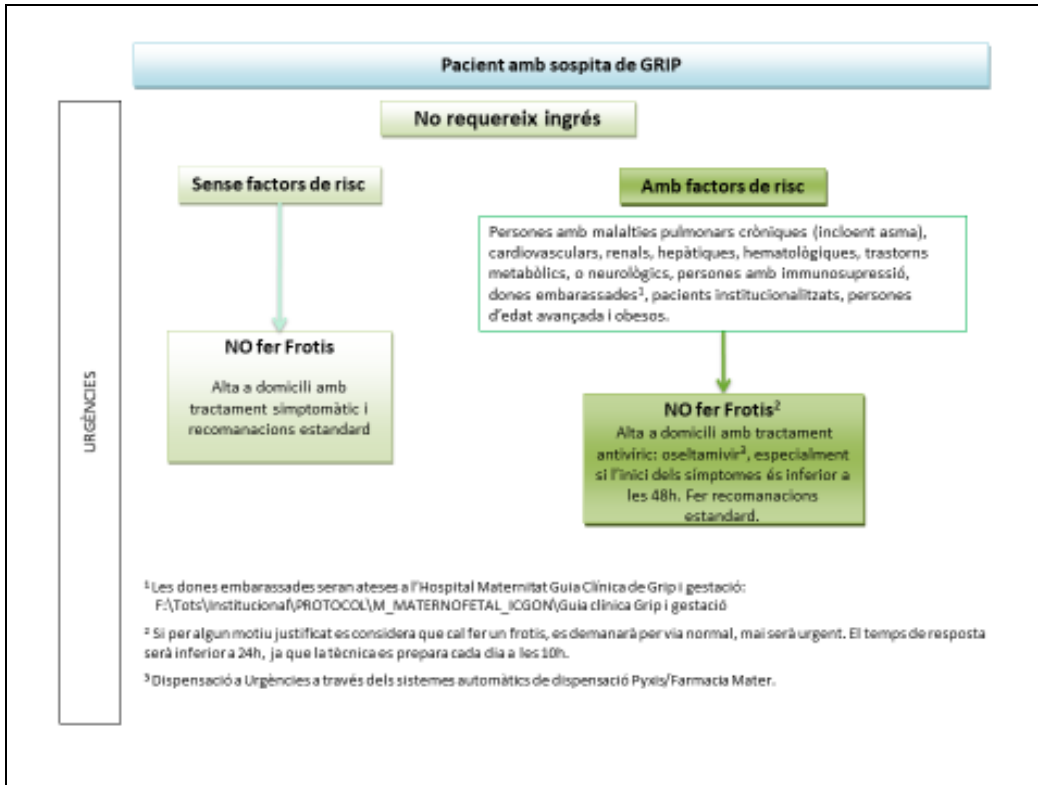 Pacient amb sospita de GRIP
No requereix ingrés
URGÈNCIES
Sense factors de risc
NO fer Frotis
Alta a domicili amb
tractament simptomàtic i
recomanacions estandard
Amb factors de risc
Persones amb malalties pulmonars cròniques (incloent asma),
cardiovasculars, renals, hepàtiques, hematològiques, trastorns
metabòlics, o neurològics, persones amb immunosupressió,
dones embarassades¹, pacients institucionalitzats, persones
d'edat avançada i obesos.
NO fer Frotis²
Alta a domicili amb tractament
antivíric: oseltamivir³, especialment
si l'inici dels símptomes és inferior a
les 48h. Fer recomanacions
estandard.
¹ Les dones embarassades seran ateses a l'Hospital Maternitat Guia Clínica de Grip i gestació:
F:\Tots\Institucional\PROTOCOL\M_MATERNOFETAL_ICGON\Guia clínica Grip i gestació
² Si per algun motiu justificat es considera que cal fer un frotis, es demanarà per via normal, mai serà urgent. El temps de resposta
serà inferior a 24h, ja que la tècnica es prepara cada dia a les 10h.
³ Dispensació a Urgències a través dels sistemes automàtics de dispensació Pyxis/Farmacia Mater.